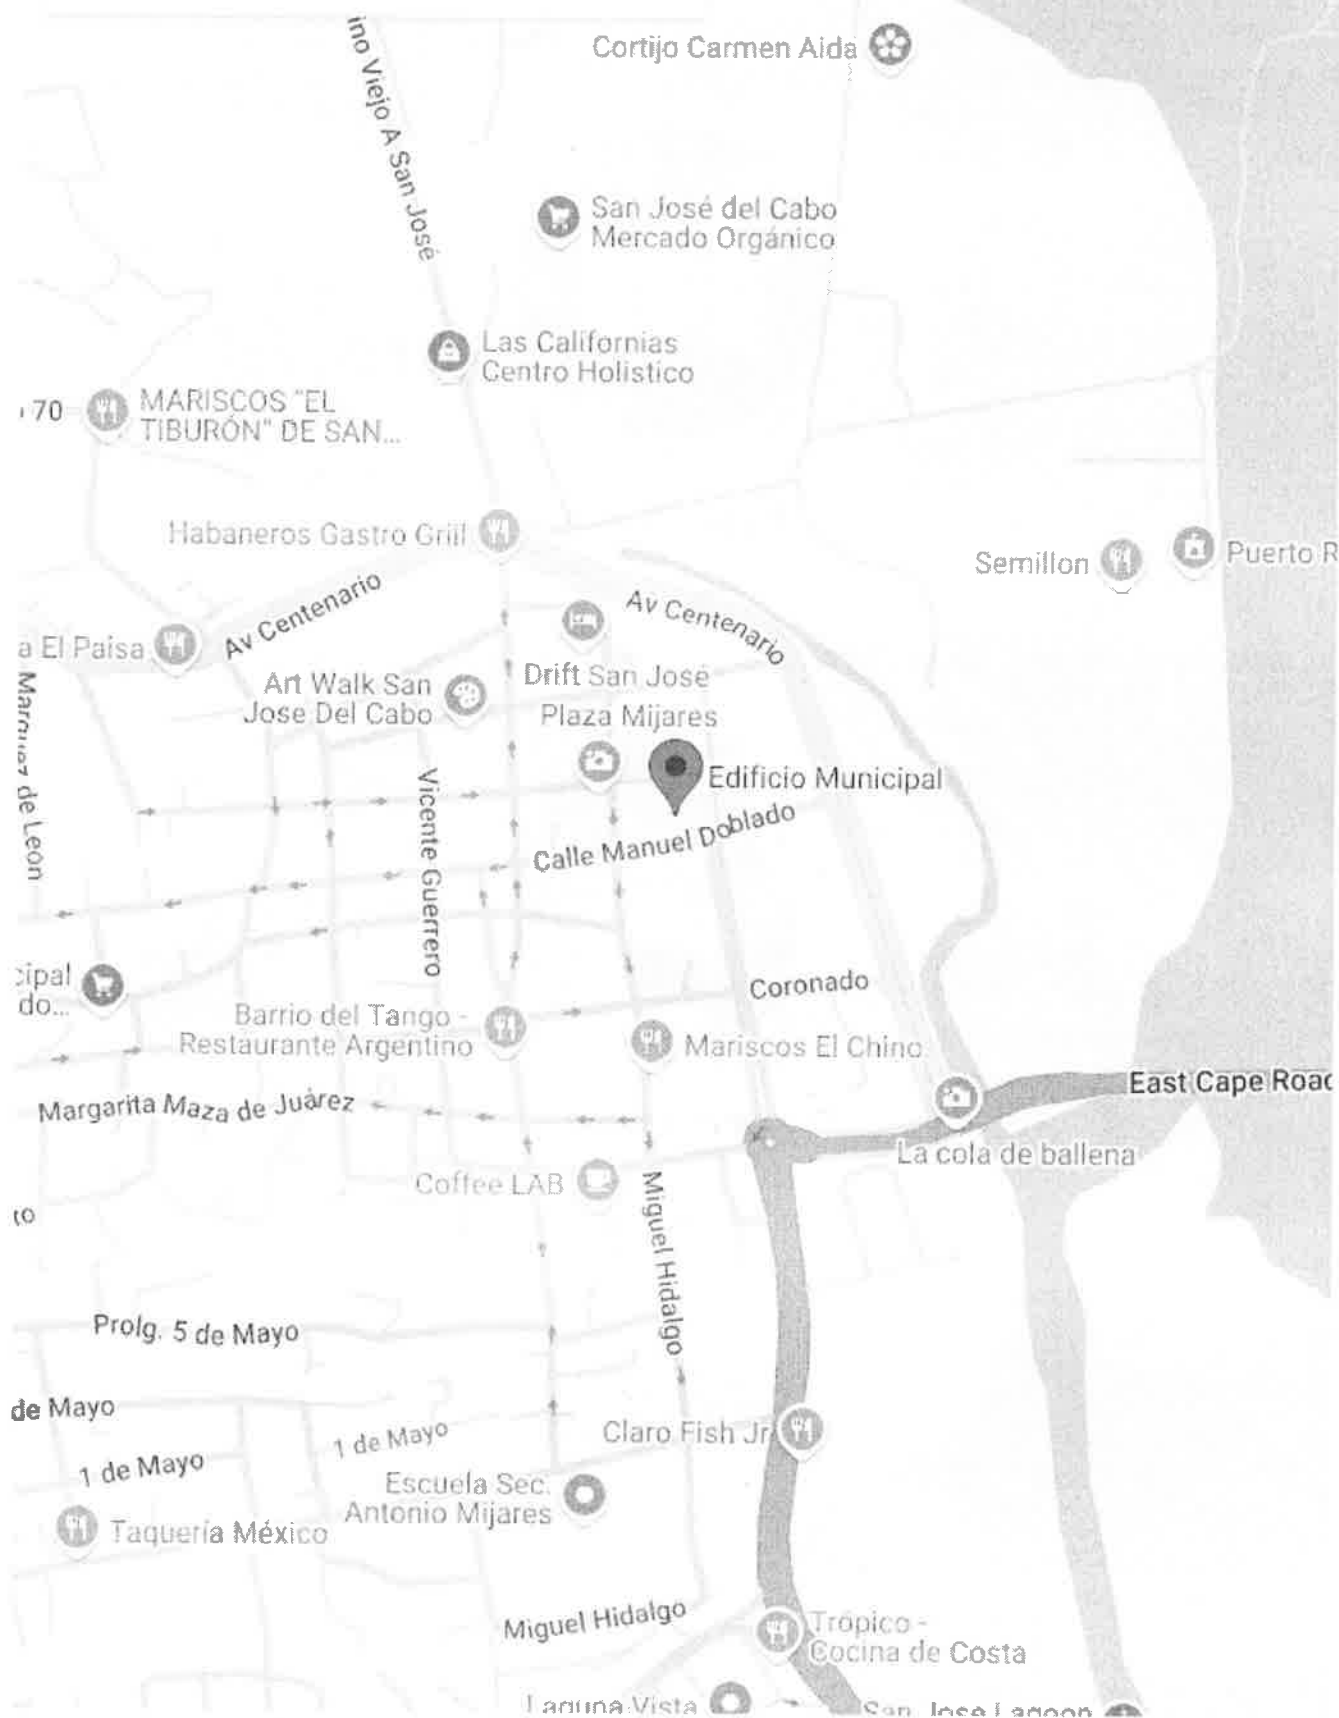 Cortijo Carmen Aida
ino Viejo A San José
San José del Cabo
Mercado Orgánico
Las Californias
Centro Holistico
70
MARISCOS "EL
TIBURÓN" DE SAN...
Habaneros Gastro Grill
Semillon
Puerto R
Av Centenario
Av Centenario
a El Paisa
Art Walk San
Jose Del Cabo
Drift San José
Plaza Mijares
Edificio Municipal
Marquez de León
Vicente Guerrero
Calle Manuel Doblado
cipal
do...
Coronado
Barrio del Tango -
Restaurante Argentino
Mariscos El Chino
East Cape Road
Margarita Maza de Juárez
La cola de ballena
Coffee LAB
Miguel Hidalgo
ro
Prolg. 5 de Mayo
de Mayo
1 de Mayo
1 de Mayo
Claro Fish Jr
Escuela Sec.
Antonio Mijares
Taquería México
Miguel Hidalgo
Trópico -
Cocina de Costa
Laguna Vista
San Jose Lagoon